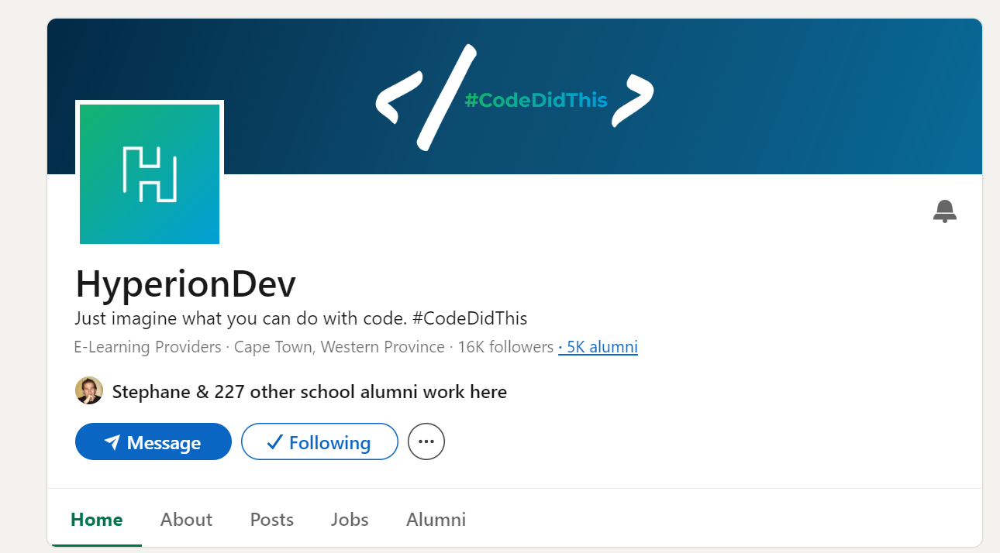 </#CodeDidThis>
HyperionDev
Just imagine what you can do with code. #CodeDidThis
E-Learning Providers · Cape Town, Western Province · 16K followers · 5K alumni
Stephane & 227 other school alumni work here
Message Following
Home About Posts Jobs Alumni